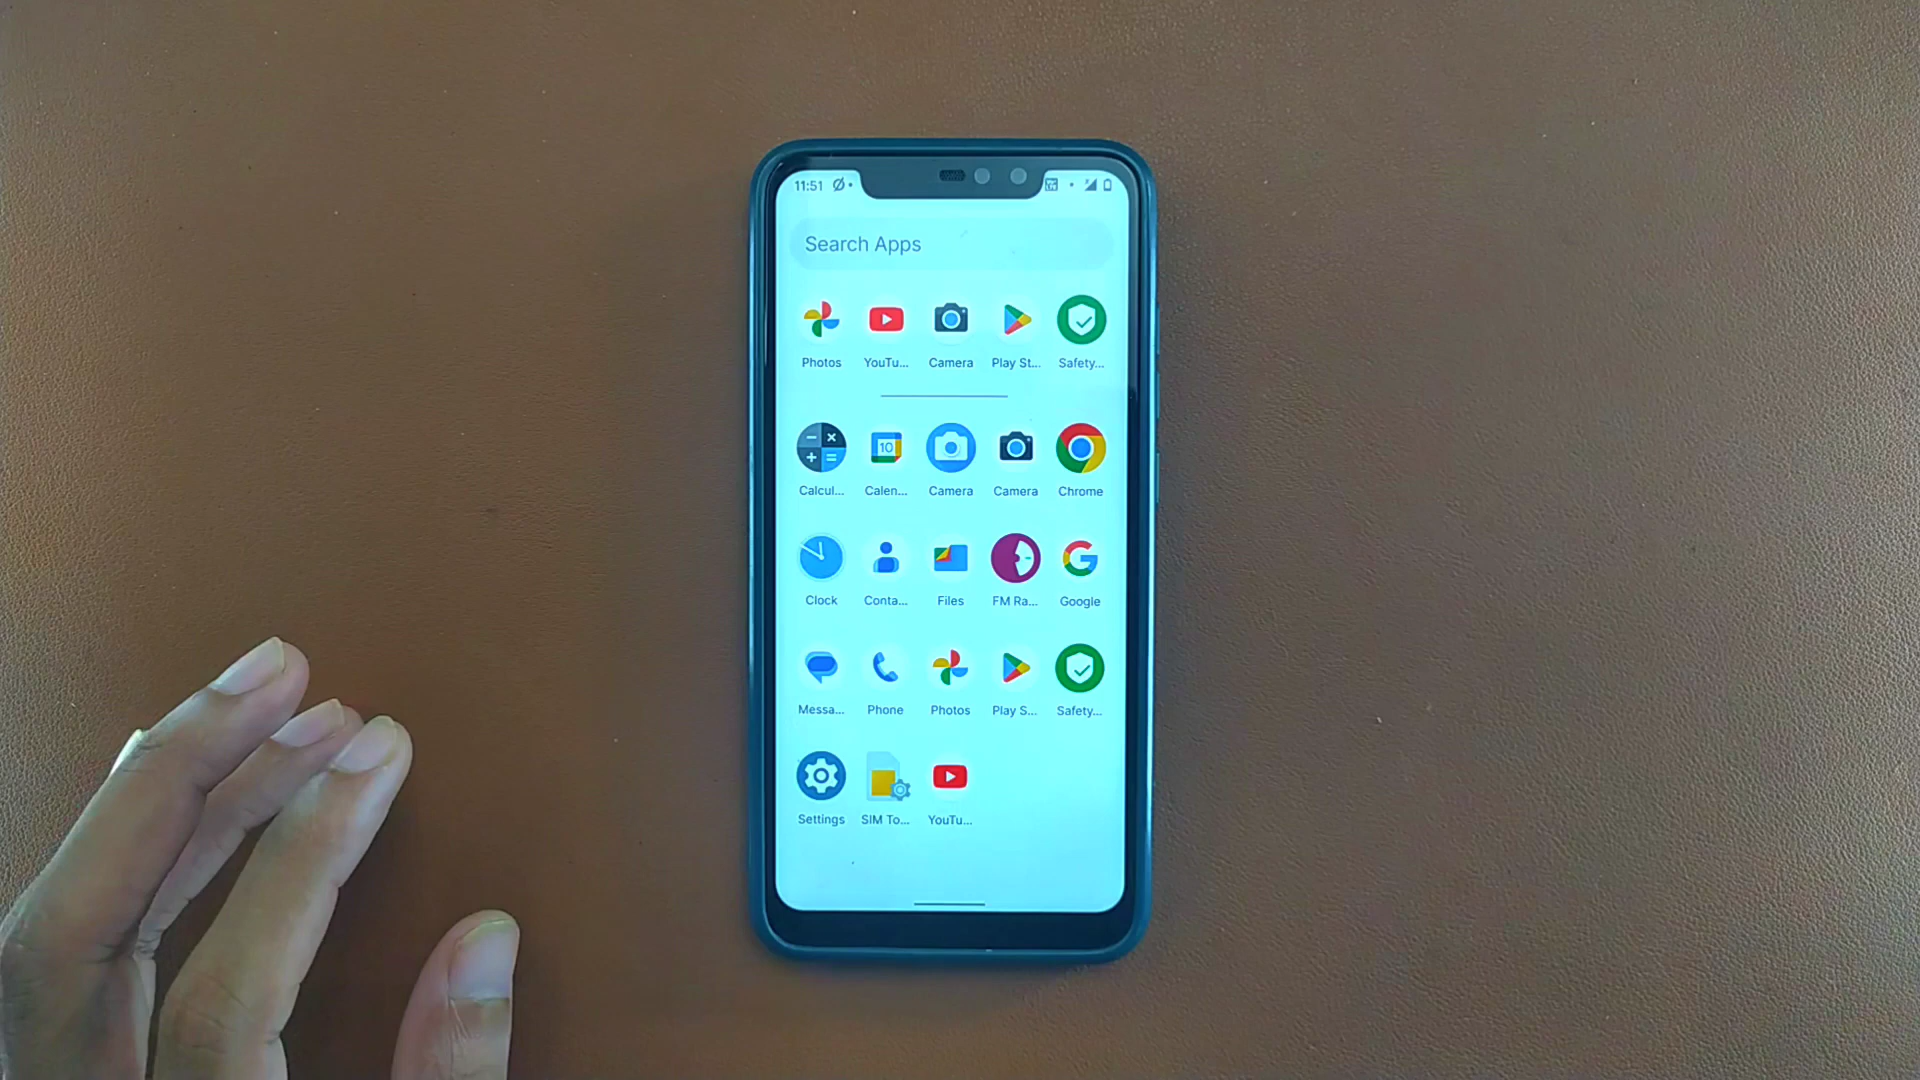 11:51
Search Apps
Photos YouTu... Camera Play St... Safety...
10
Calcul... Calen... Camera Camera Chrome
Clock Conta... Files FM Ra... Google
Messa... Phone Photos Play S... Safety...
Settings SIM To... YouTu...